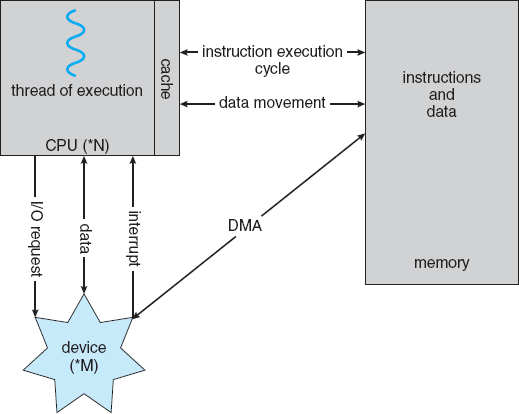 thread of execution
cache
CPU (*N)
instruction execution
cycle
data movement
instructions
and
data
memory
I/O request
data
interrupt
DMA
device
(*M)